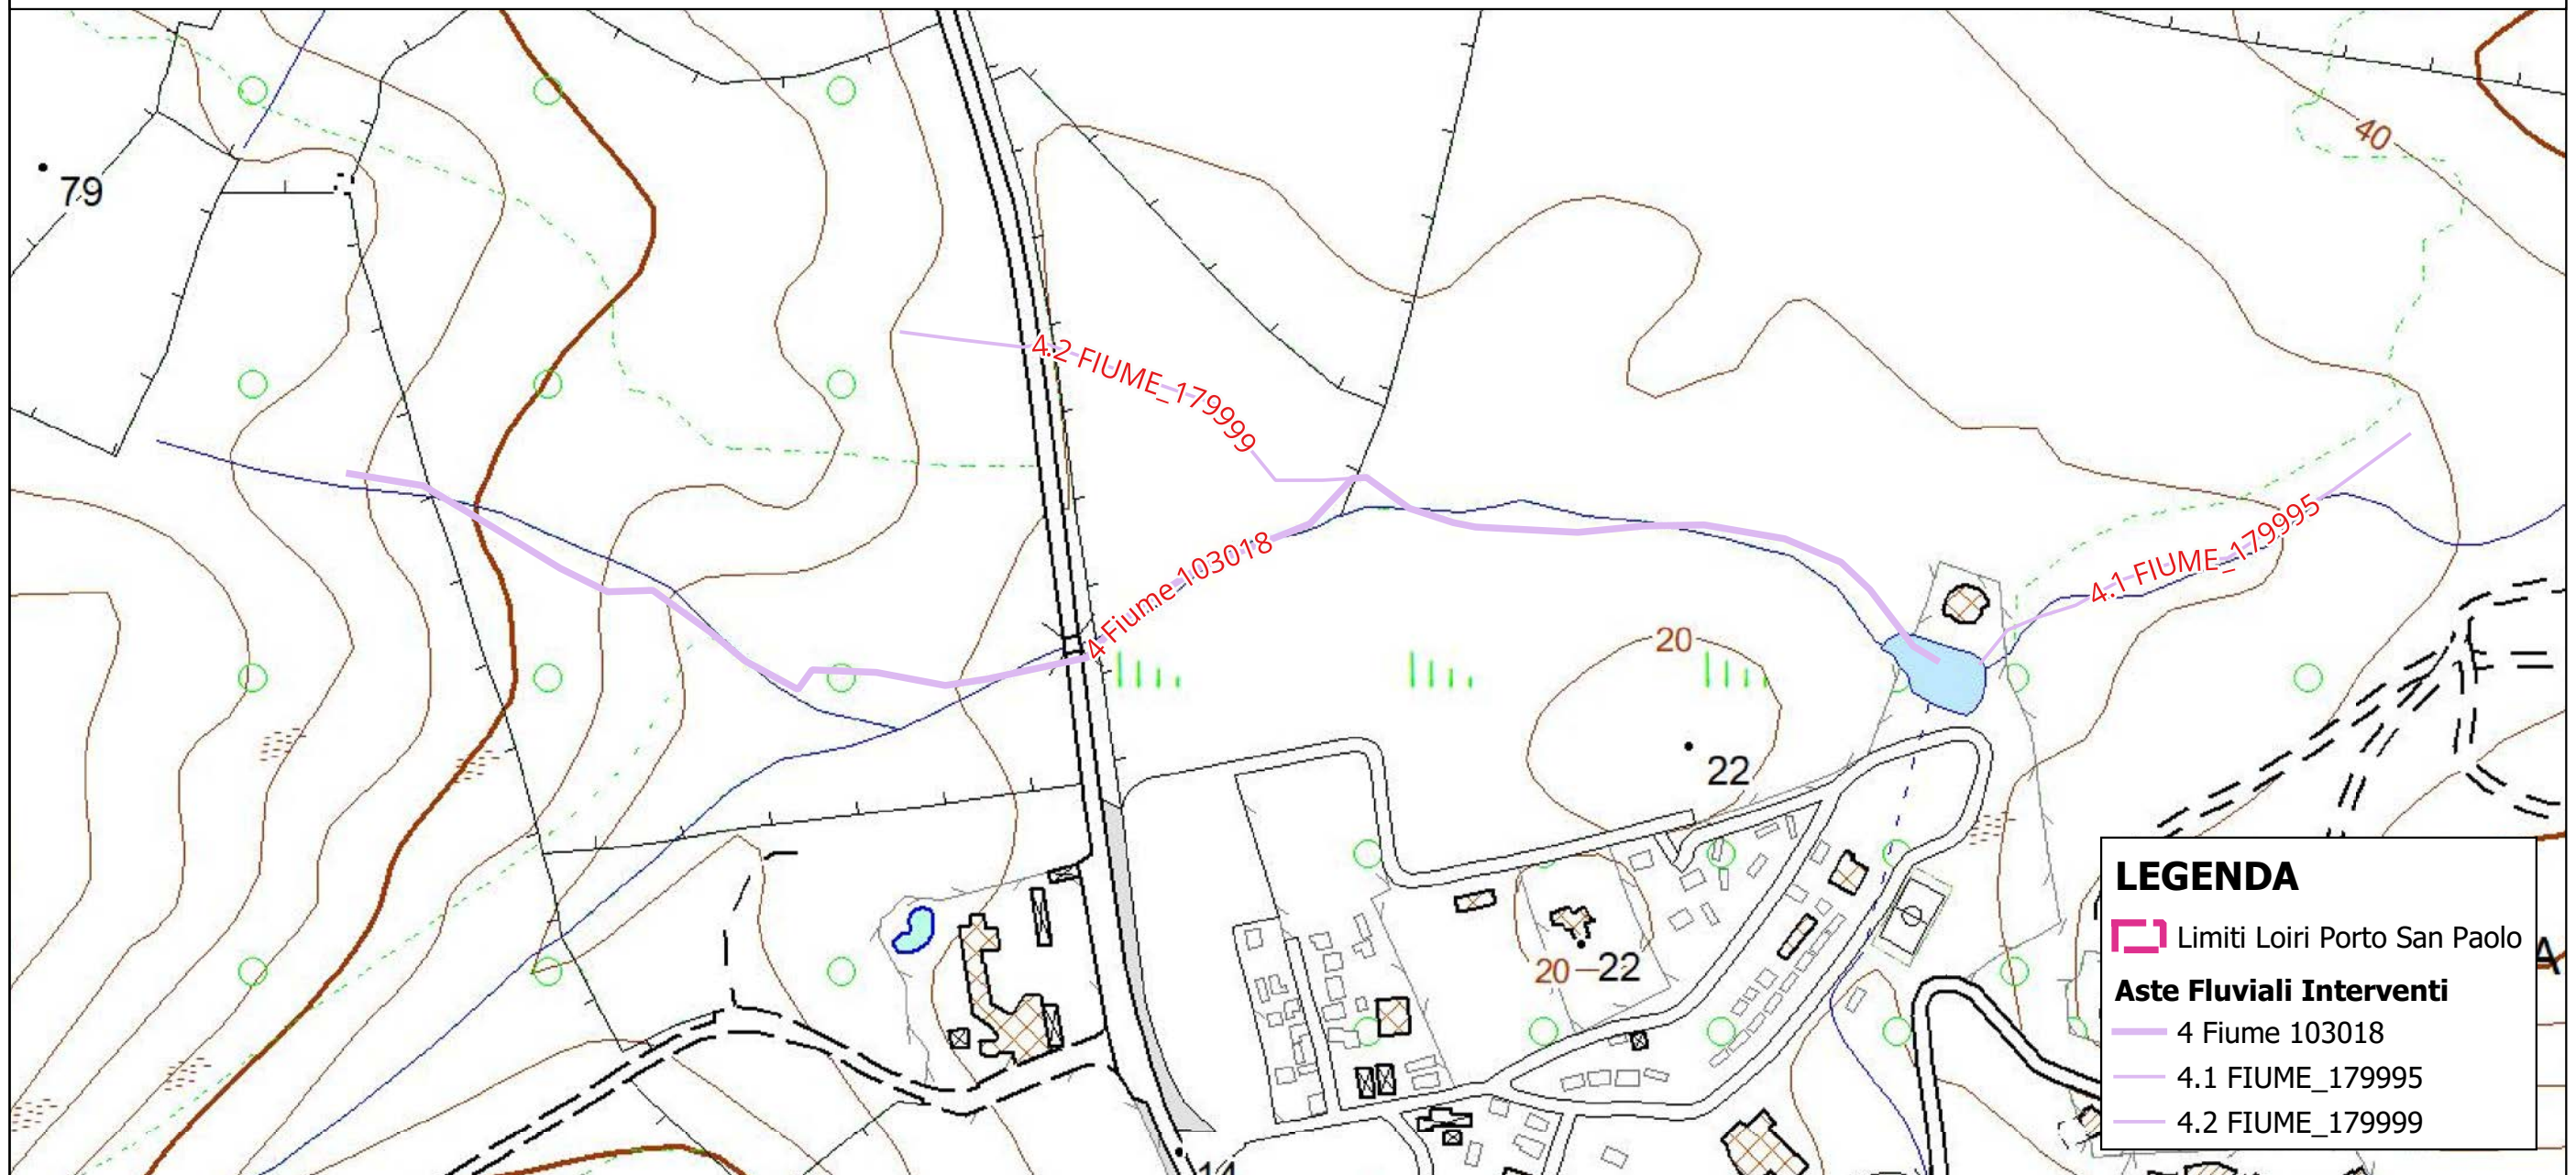 40
79
4.2 FIUME_179999
4 Fiume 103018
4.1 FIUME_179995
20
22
20
22
14
A
LEGENDA
Limiti Loiri Porto San Paolo
Aste Fluviali Interventi
4 Fiume 103018
4.1 FIUME_179995
4.2 FIUME_179999